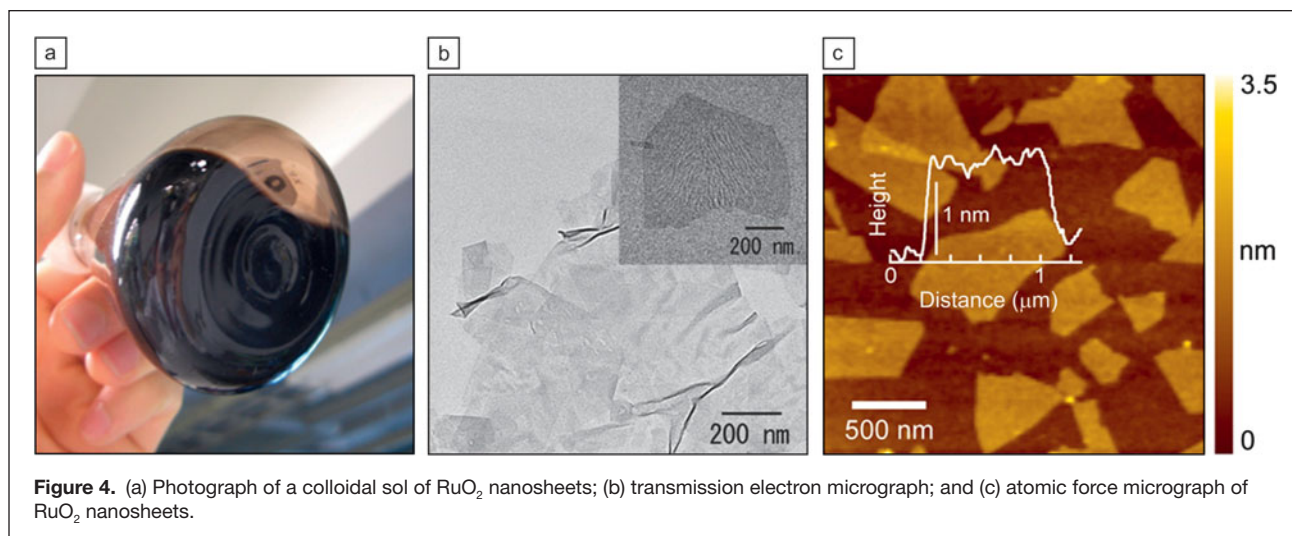 a
b
c
200 nm
200 nm
3.5
nm
0
Height
1 nm
0
1
Distance (μm)
500 nm
Figure 4. (a) Photograph of a colloidal sol of RuO₂ nanosheets; (b) transmission electron micrograph; and (c) atomic force micrograph of
RuO₂ nanosheets.